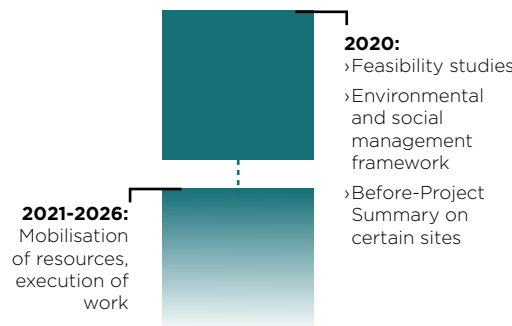 2020:
›Feasibility studies
›Environmental
and social
management
framework
›Before-Project
Summary on
certain sites
2021-2026:
Mobilisation
of resources,
execution of
work